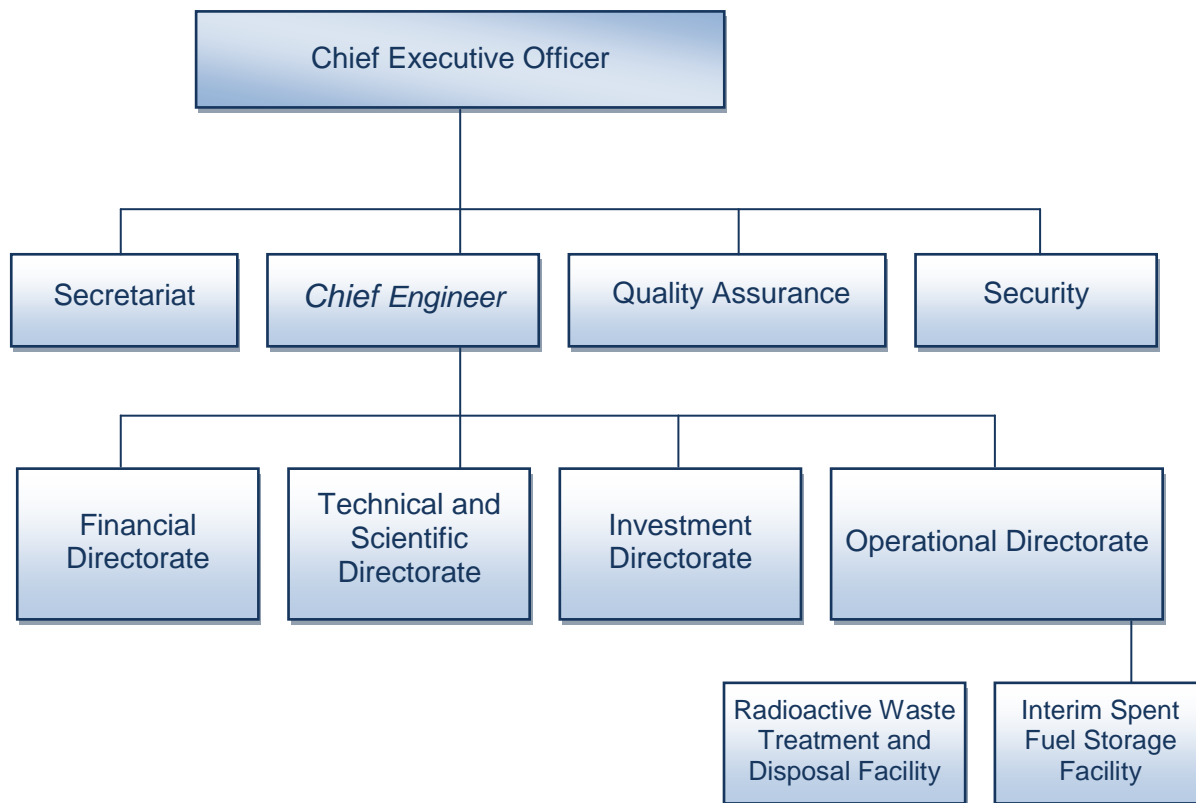 Chief Executive Officer
Secretariat
Chief Engineer
Quality Assurance
Security
Financial
Directorate
Technical and
Scientific
Directorate
Investment
Directorate
Operational Directorate
Radioactive Waste
Treatment and
Disposal Facility
Interim Spent
Fuel Storage
Facility